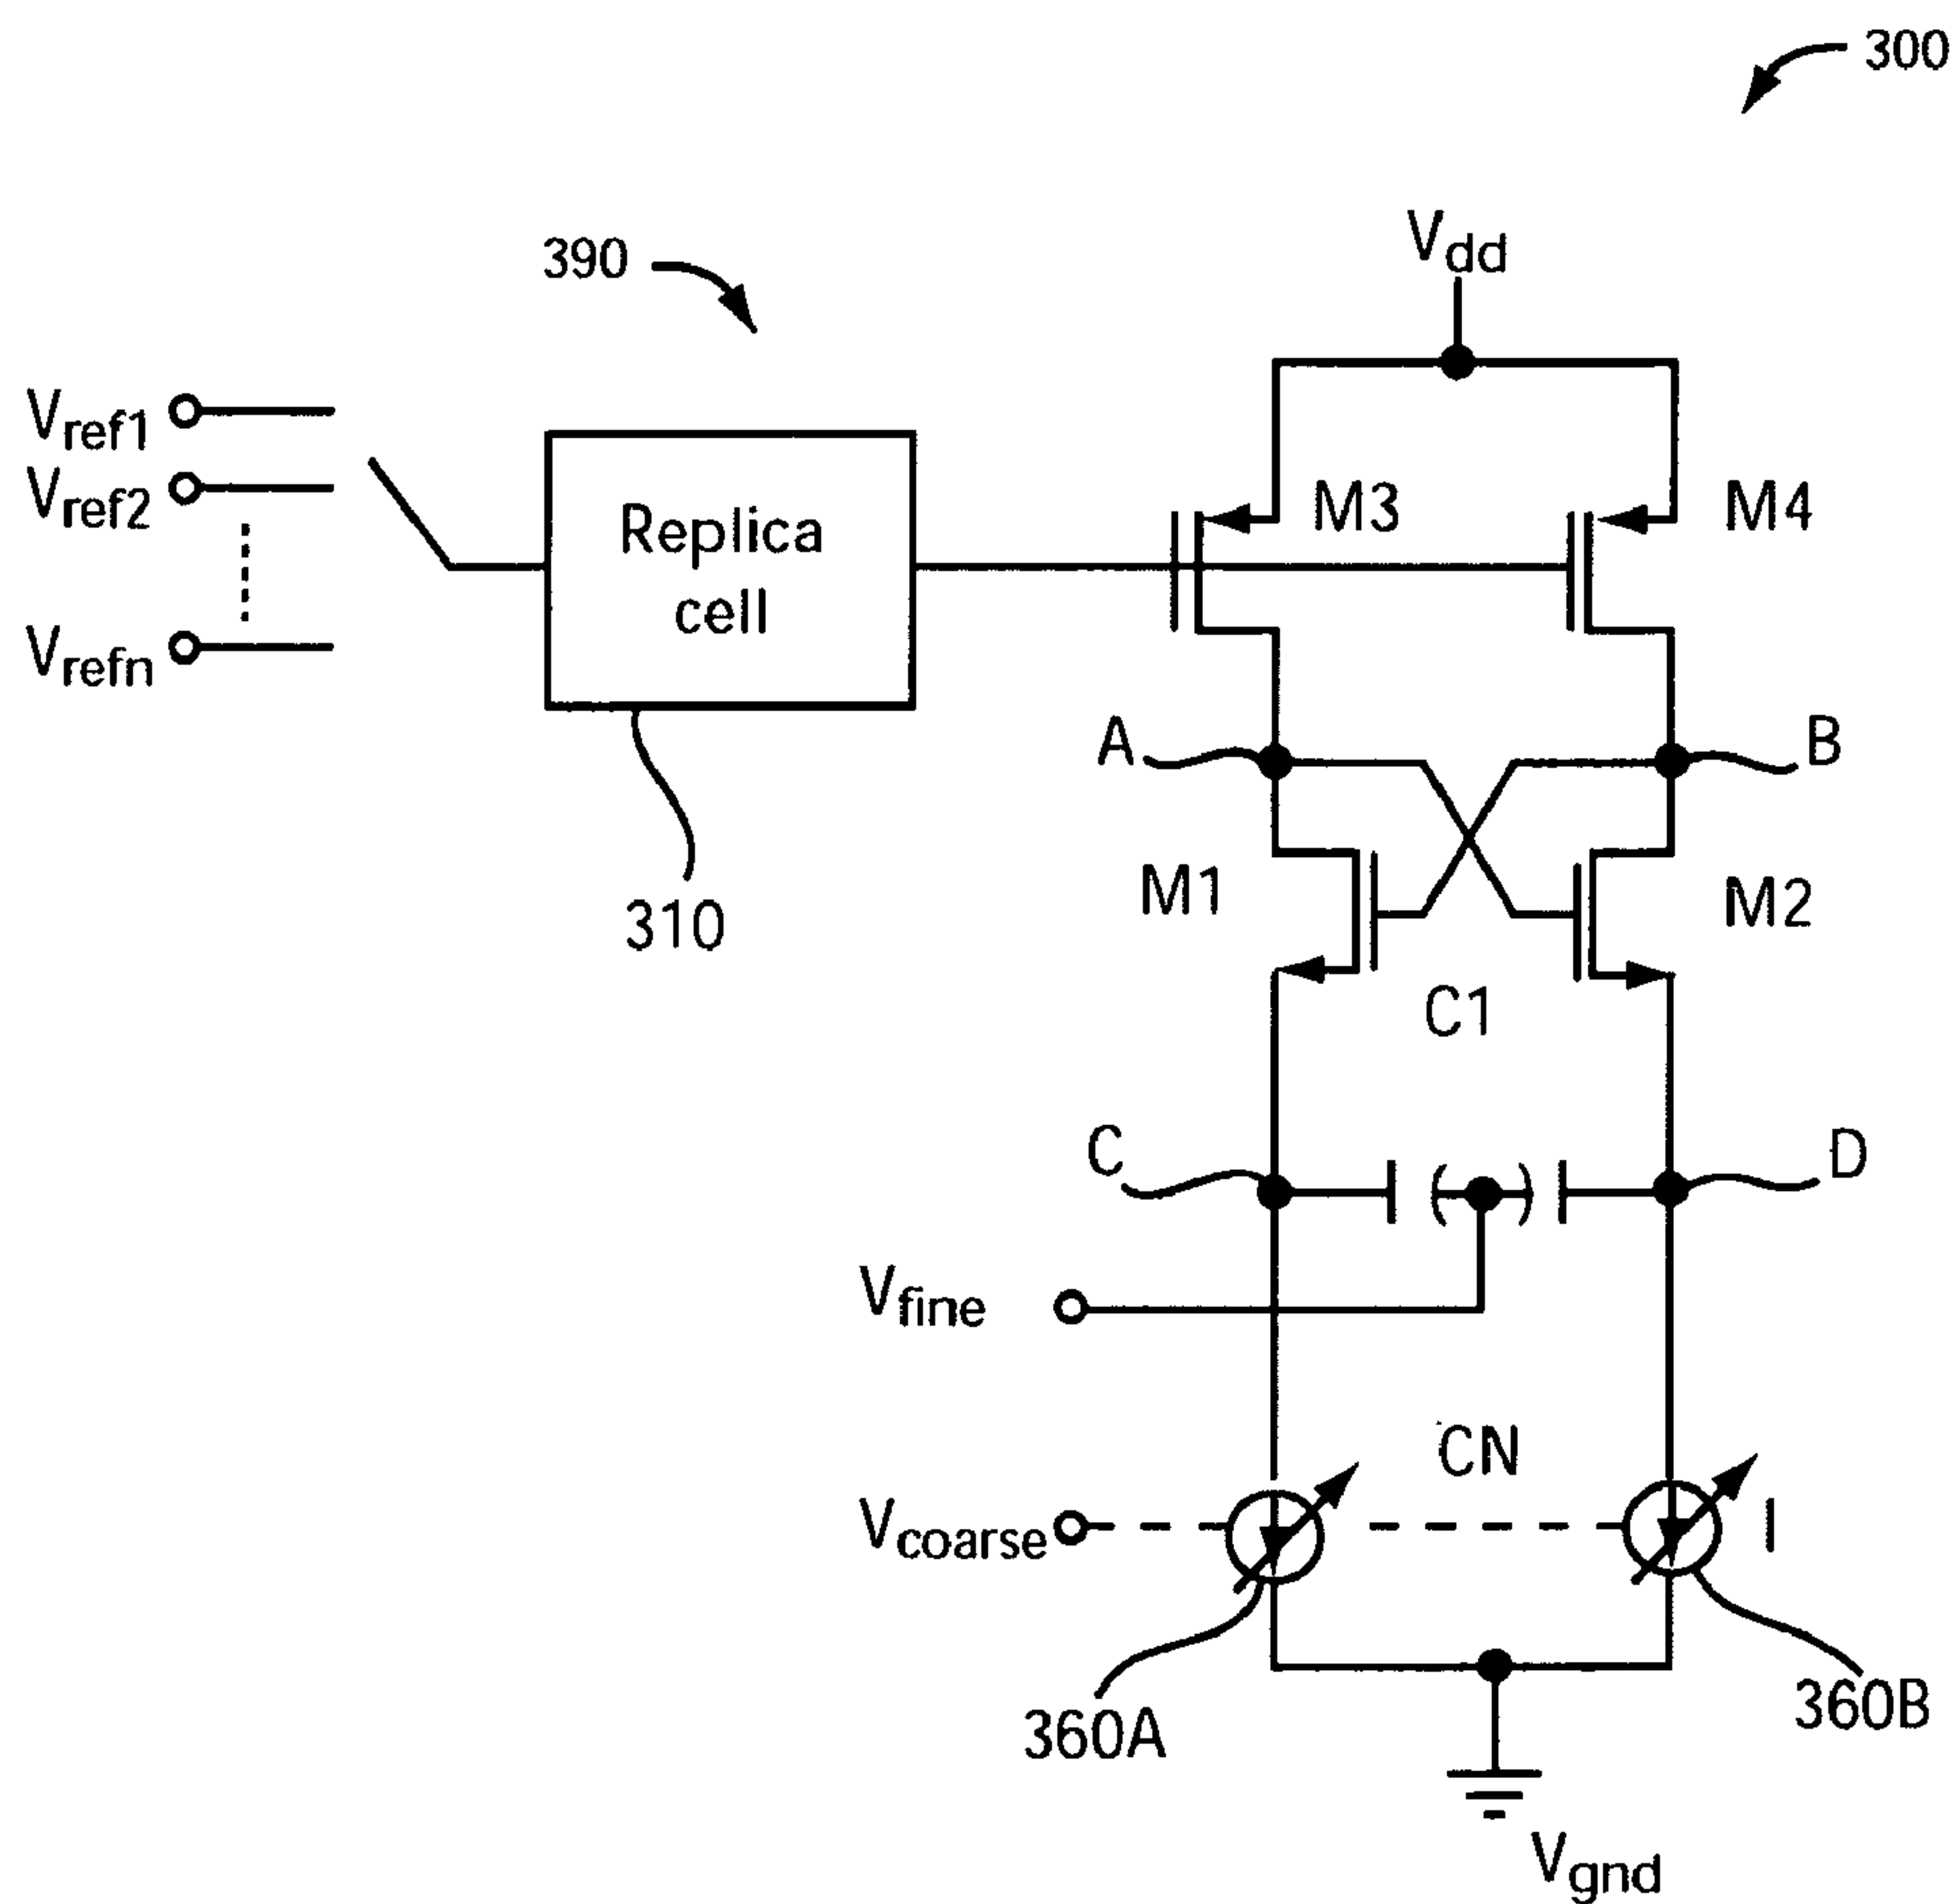 300
390
Vdd
Vref1
Vref2
Vrefn
Replica
cell
M3
M4
A
B
M1
M2
310
C1
C
D
Vfine
CN
Vcoarse
I
360A
360B
Vgnd